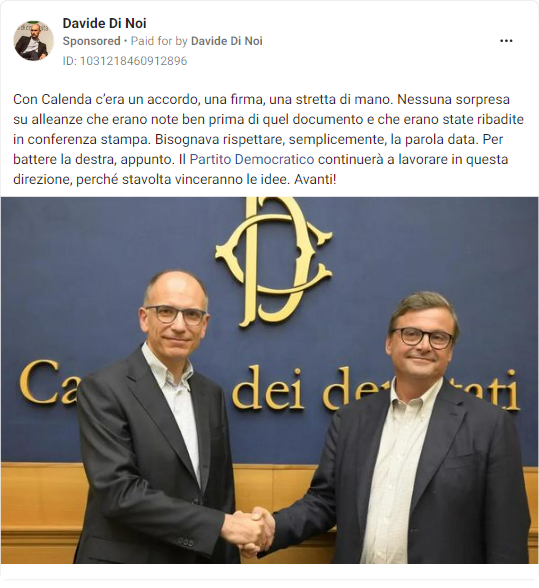 Davide Di Noi
Sponsored • Paid for by Davide Di Noi
ID: 1031218460912896
Con Calenda c’era un accordo, una firma, una stretta di mano. Nessuna sorpresa
su alleanze che erano note ben prima di quel documento e che erano state ribadite
in conferenza stampa. Bisognava rispettare, semplicemente, la parola data. Per
battere la destra, appunto. Il Partito Democratico continuerà a lavorare in questa
direzione, perché stavolta vinceranno le idee. Avanti!
dei